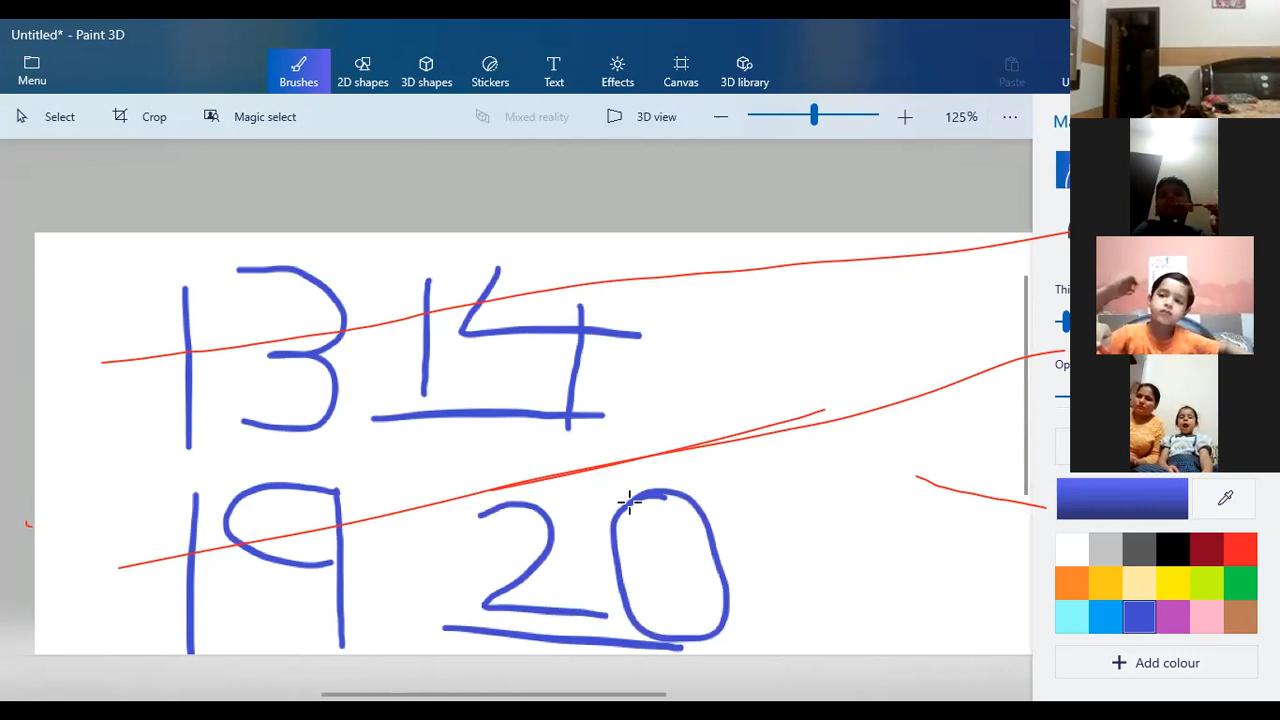 Untitled* - Paint 3D
Menu
Brushes 2D shapes 3D shapes Stickers Text Effects Canvas 3D library Paste
Select Crop Magic select Mixed reality 3D view 125%
13 14
19 20
Add colour